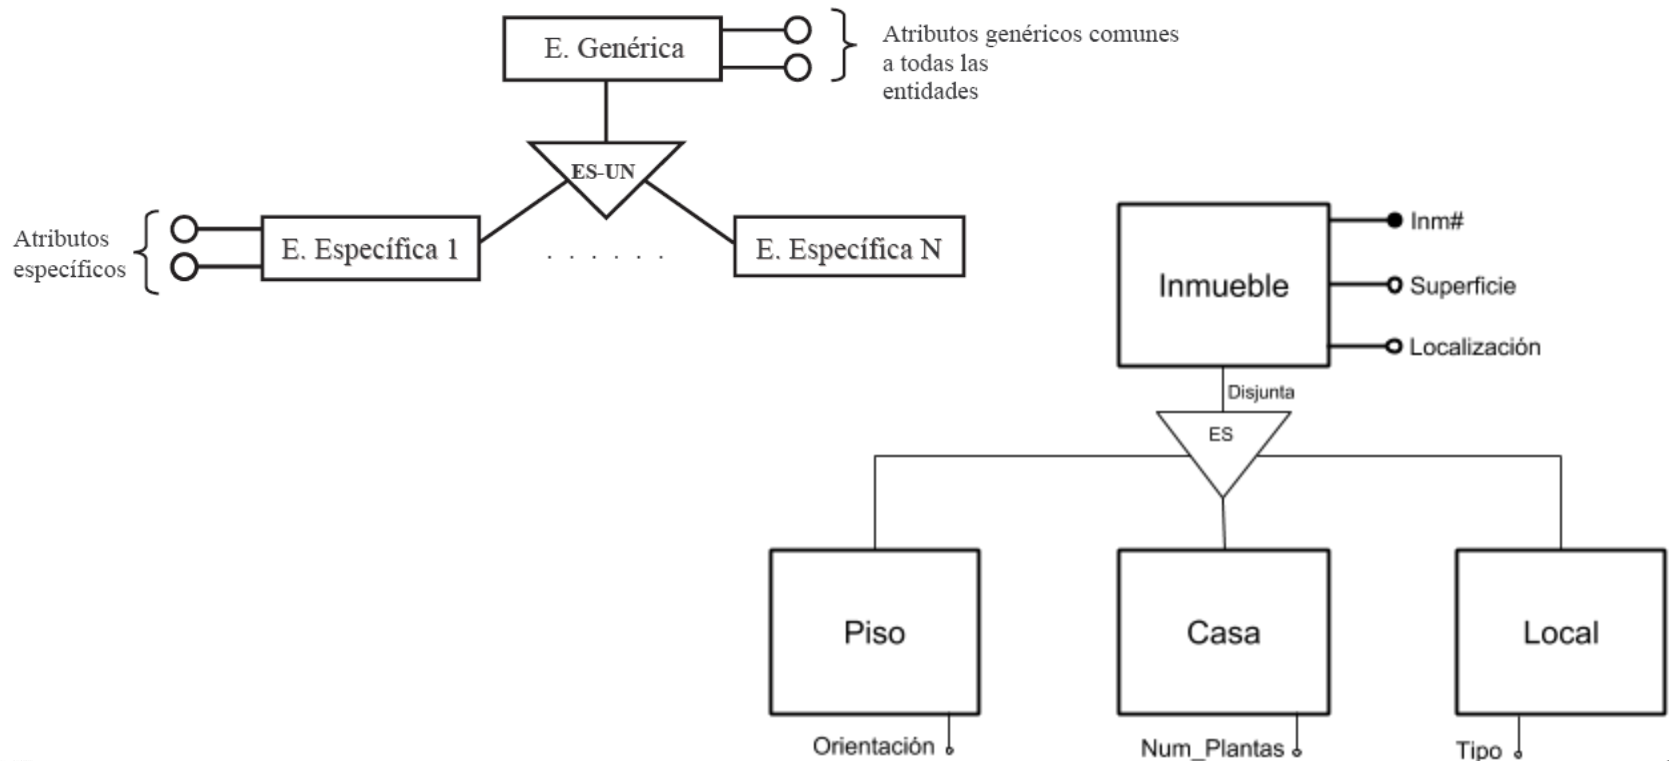 E. Genérica
Atributos genéricos comunes
a todas las
entidades
ES-UN
Atributos
específicos
E. Específica 1
. . . . . .
E. Específica N
Inmueble
Inm#
Superficie
Localización
Disjunta
ES
Piso
Casa
Local
Orientación
Num_Plantas
Tipo